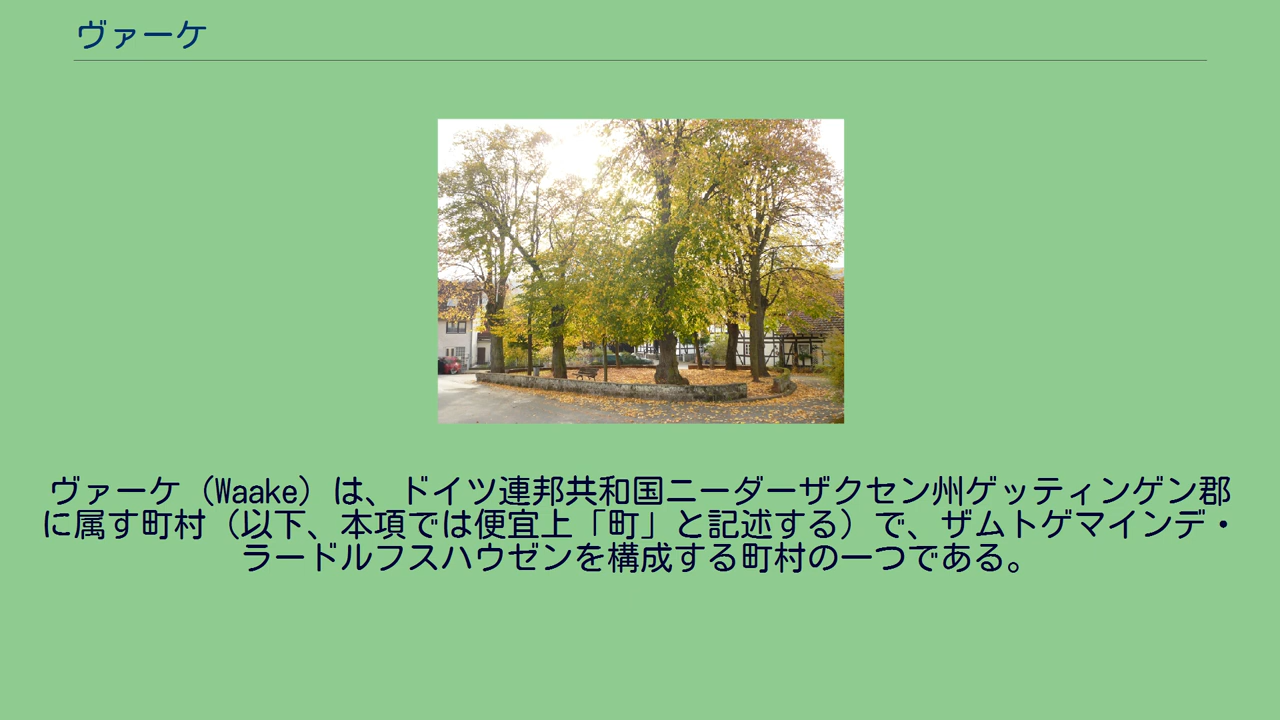 ヴァーケ
ヴァーケ（Waake）は、ドイツ連邦共和国ニーダーザクセン州ゲッティンゲン郡
に属す町村（以下、本項では便宜上「町」と記述する）で、ザムトゲマインデ・
ラードルフスハウゼンを構成する町村の一つである。